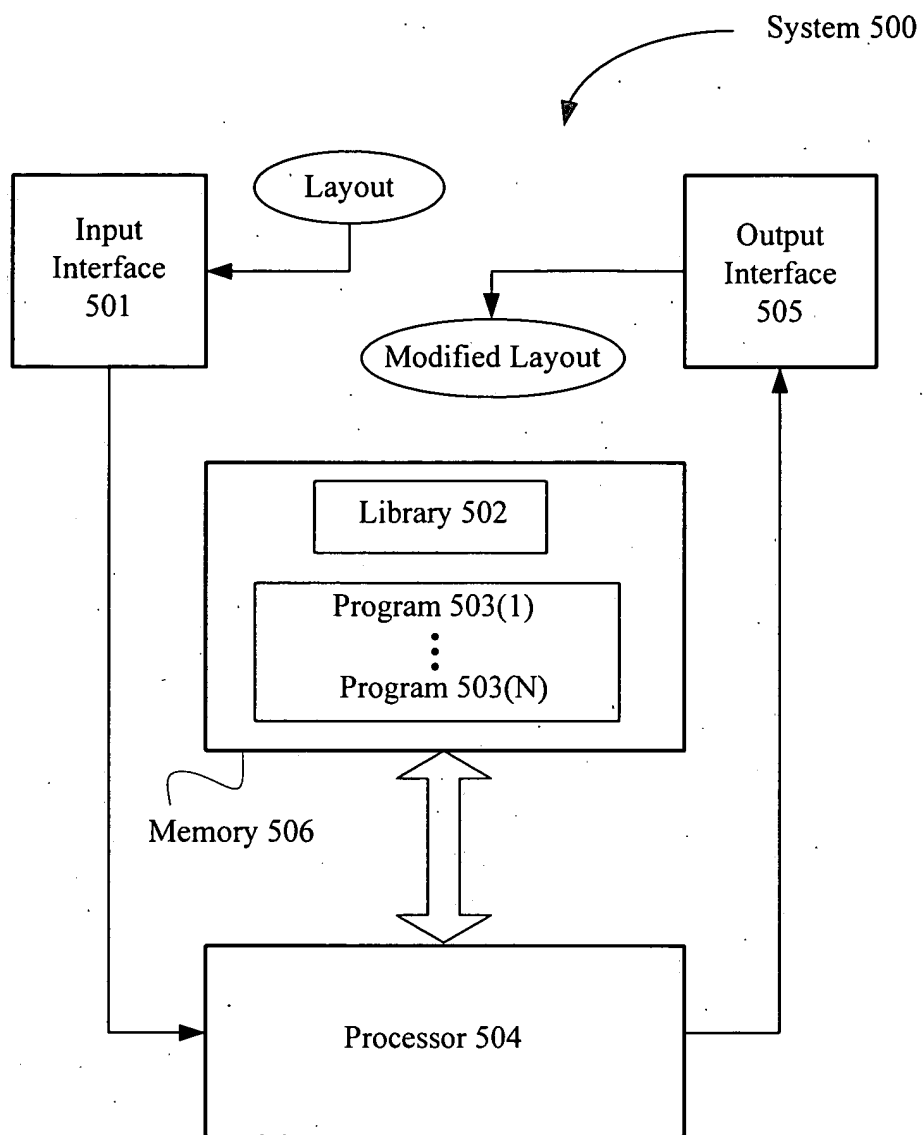 System 500
Layout
Input
Interface
501
Output
Interface
505
Modified Layout
Library 502
Program 503(1)
Program 503(N)
Memory 506
Processor 504